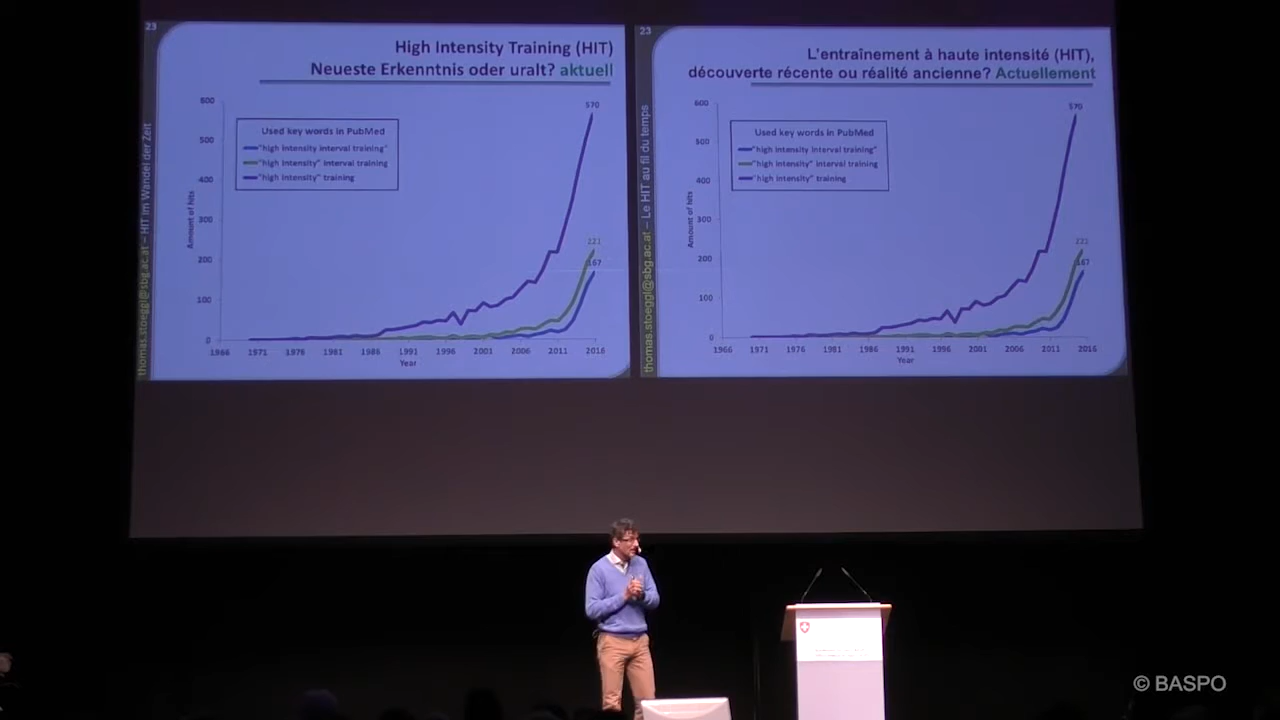 23
High Intensity Training (HIT)
Neueste Erkenntnis oder uralt? aktuell
thomas.stoeggl@sbg.ac.at – HIT im Wandel der Zeit
600
500
400
300
200
100
0
Amount of hits
Used key words in PubMed
"high intensity interval training"
"high intensity" interval training
"high intensity" training
570
221
167
1966 1971 1976 1981 1986 1991 1996 2001 2006 2011 2016
Year
23
L'entraînement à haute intensité (HIT),
découverte récente ou réalité ancienne? Actuellement
thomas.stoeggl@sbg.ac.at – Le HIT au fil du temps
600
500
400
300
200
100
0
Amount of hits
Used key words in PubMed
"high intensity interval training"
"high intensity" interval training
"high intensity" training
570
221
167
1966 1971 1976 1981 1986 1991 1996 2001 2006 2011 2016
Year
© BASPO